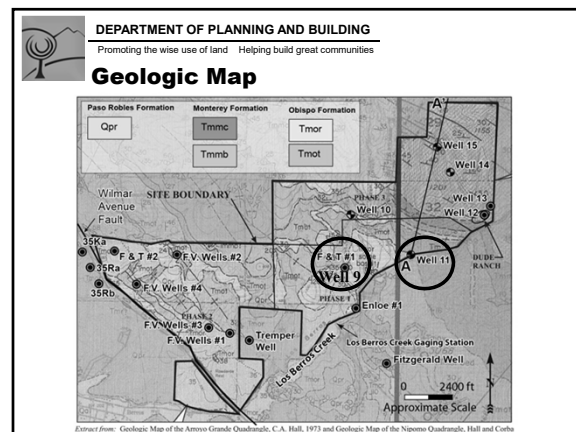 DEPARTMENT OF PLANNING AND BUILDING
Promoting the wise use of land Helping build great communities
Geologic Map
Paso Robles Formation
Monterey Formation
Obispo Formation
Qpr
Tmmc
Tmor
Tmmb
Tmot
A'
Well 15
Well 14
Wilmar
Avenue
Fault
SITE BOUNDARY
PHASE 3
Well 10
Well 13
Well 12
35Ka
F & T #2
F.V. Wells #2
F & T #1
Well 9
A
Well 11
DUDE
RANCH
35Ra
35Rb
F.V. Wells #4
PHASE 1
Enloe #1
PHASE 2
F.V. Wells #3
F.V. Wells #1
Tremper
Well
Los Berros Creek
Los Berros Creek Gaging Station
Fitzgerald Well
N
0 2400 ft
Approximate Scale
Extract from: Geologic Map of the Arroyo Grande Quadrangle, C.A. Hall, 1973 and Geologic Map of the Nipomo Quadrangle, Hall and Corba